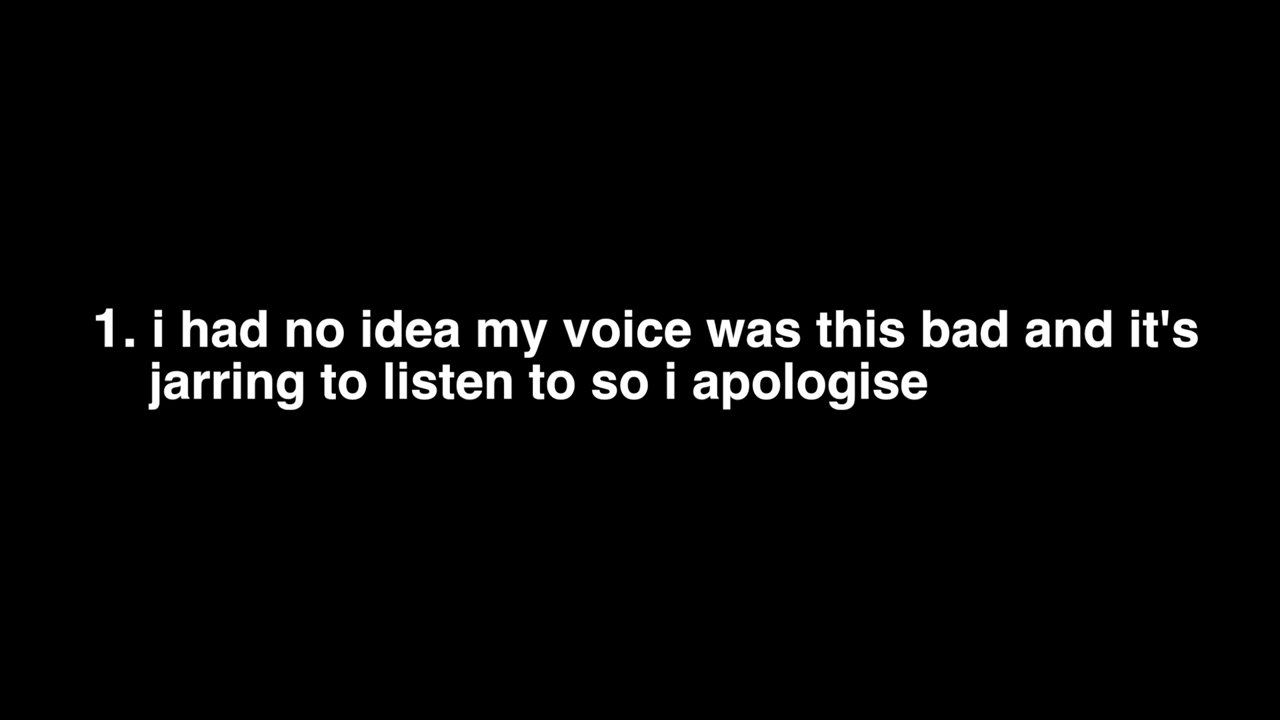 1. i had no idea my voice was this bad and it's
jarring to listen to so i apologise